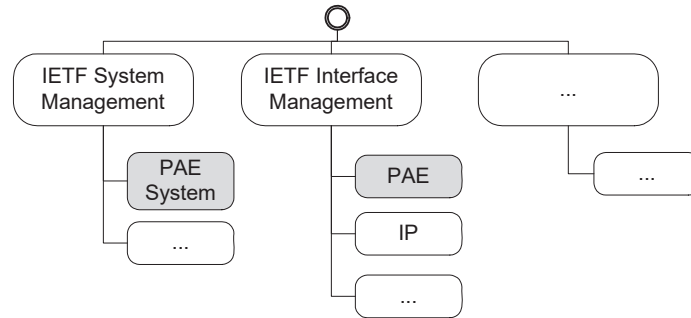 IETF System
Management
IETF Interface
Management
...
PAE
System
...
PAE
IP
...
...